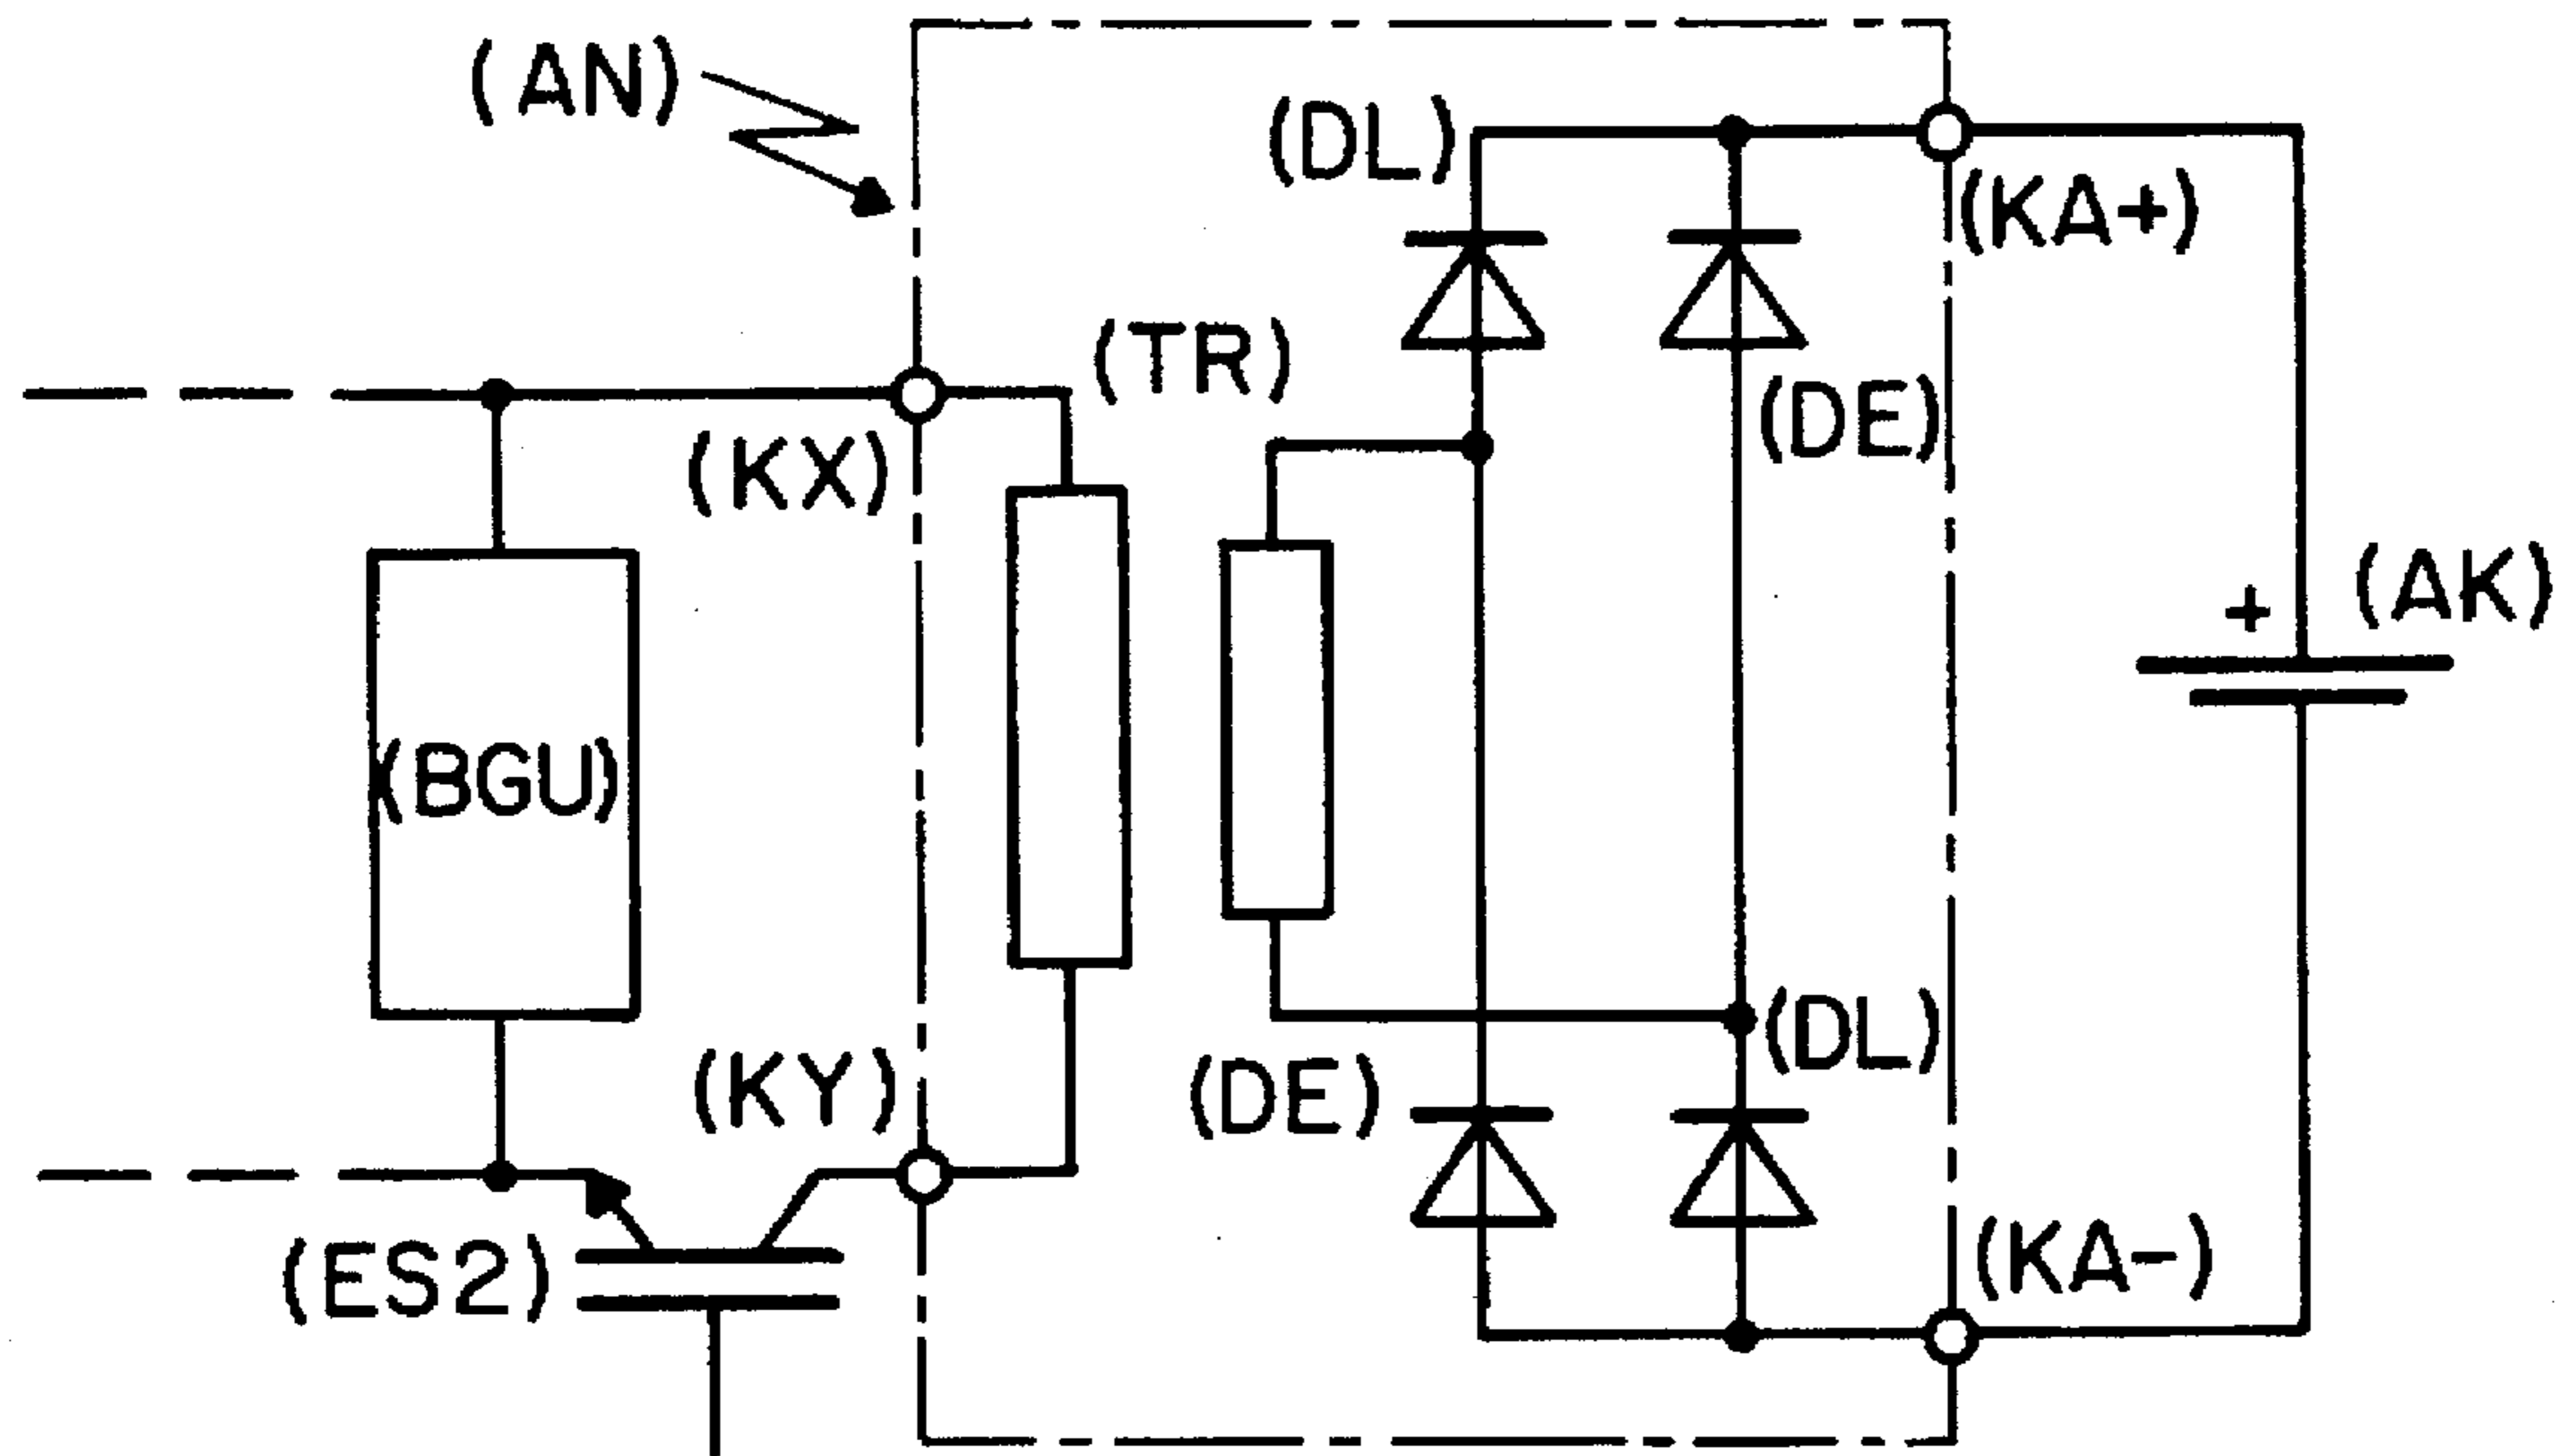 (AN)
(DL)
(KA+)
(TR)
(DE)
(KX)
+ (AK)
(BGU)
(DL)
(KY)
(DE)
(KA-)
(ES2)